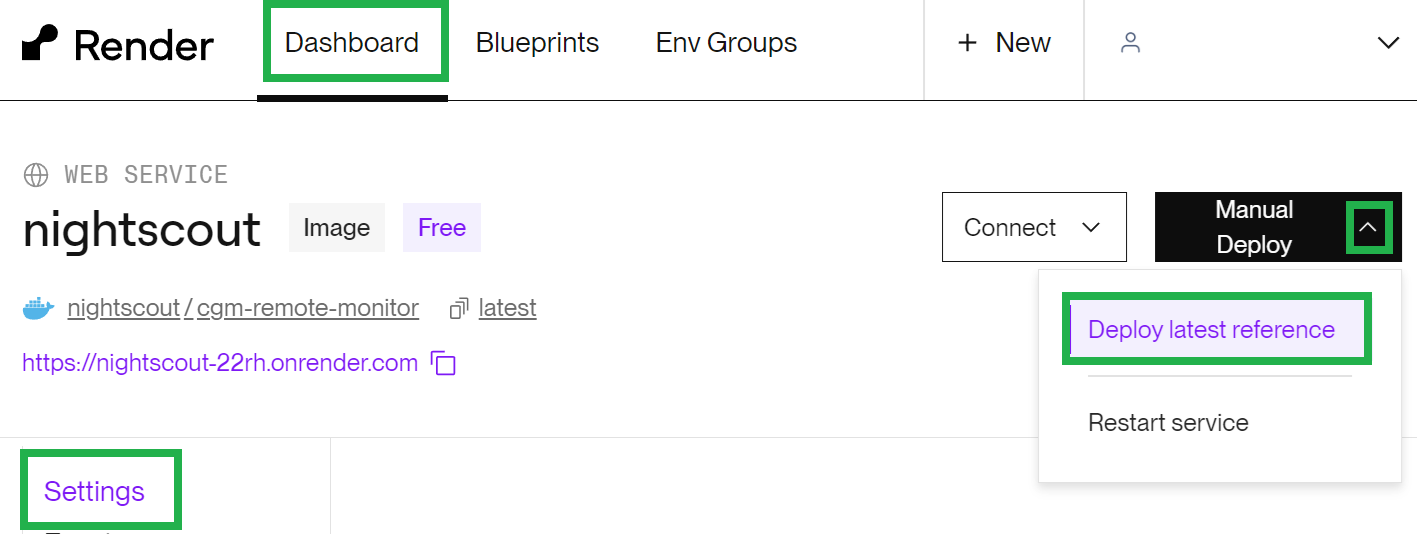 Render Dashboard Blueprints Env Groups + New
WEB SERVICE
nightscout Image Free
Connect
Manual
Deploy
nightscout / cgm-remote-monitor latest
Deploy latest reference
https://nightscout-22rh.onrender.com
Restart service
Settings